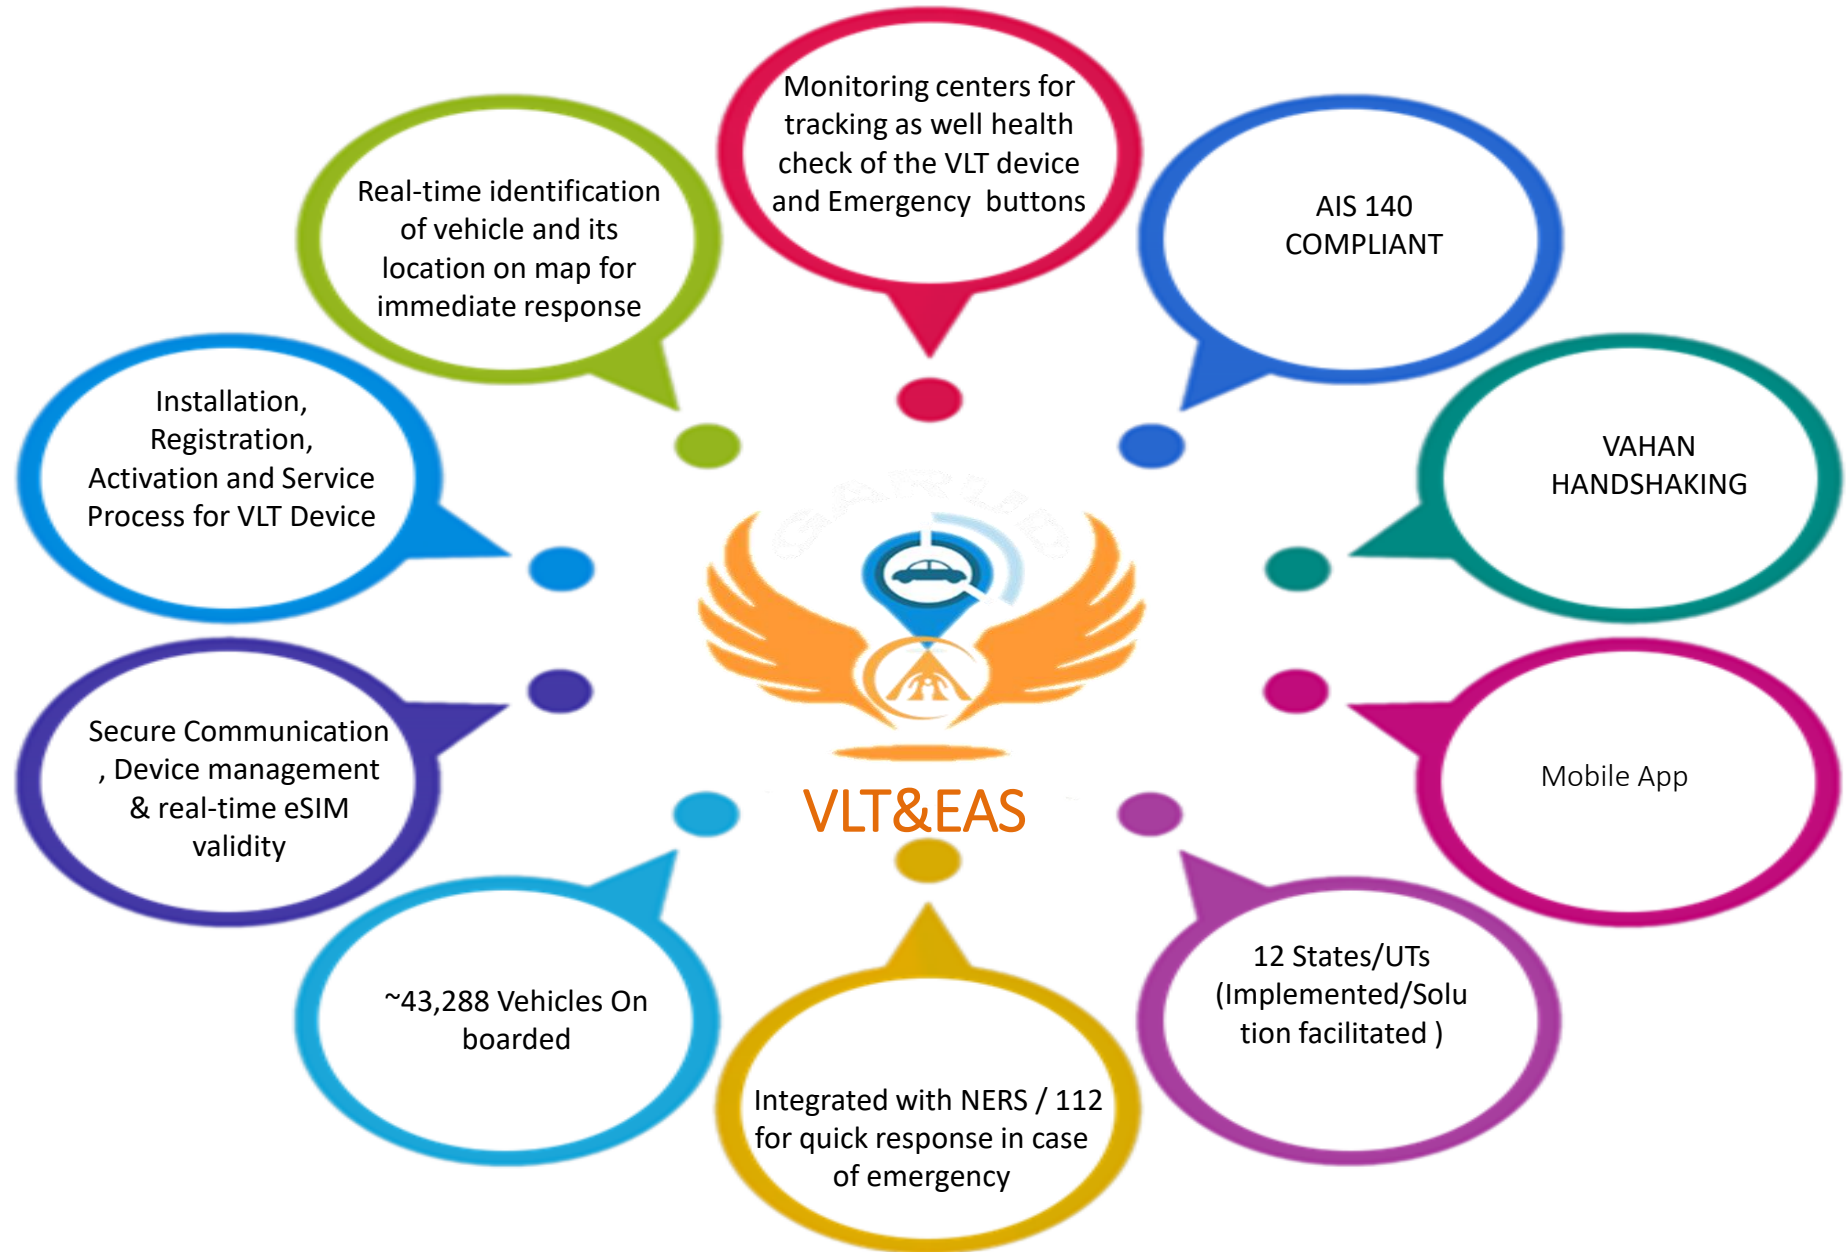 Monitoring centers for
tracking as well health
check of the VLT device
and Emergency buttons
Real-time identification
of vehicle and its
location on map for
immediate response
AIS 140
COMPLIANT
Installation,
Registration,
Activation and Service
Process for VLT Device
VAHAN
HANDSHAKING
GARUD
Secure Communication
, Device management
& real-time eSIM
validity
Mobile App
VLT&EAS
~43,288 Vehicles On
boarded
12 States/UTs
(Implemented/Solu
tion facilitated )
Integrated with NERS / 112
for quick response in case
of emergency